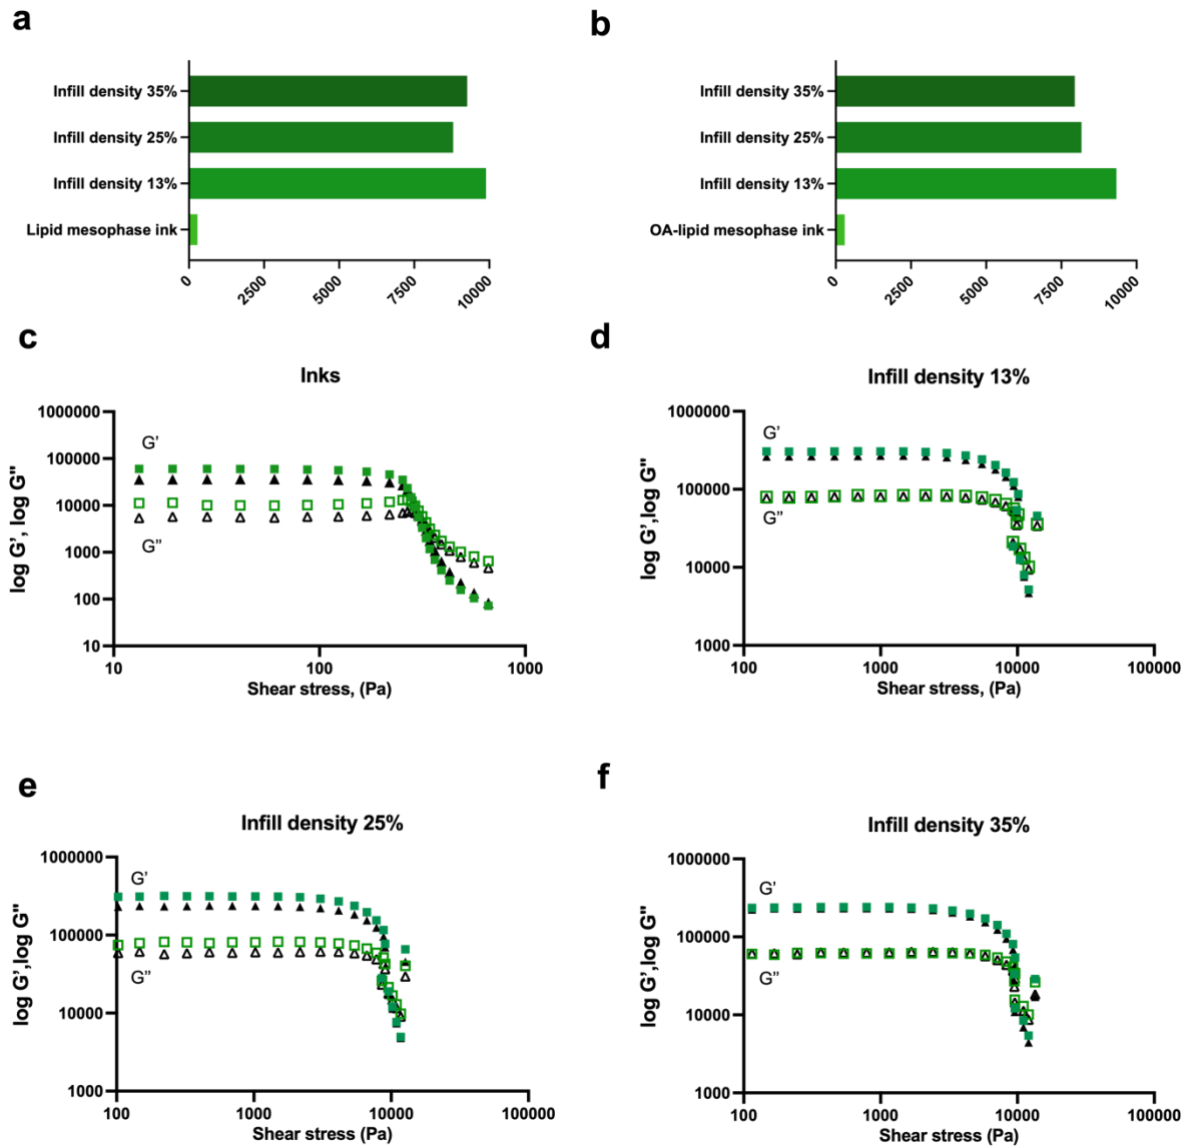 a
Infill density 35%
Infill density 25%
Infill density 13%
Lipid mesophase ink
0 2500 5000 7500 10000
b
Infill density 35%
Infill density 25%
Infill density 13%
OA-lipid mesophase ink
0 2500 5000 7500 10000
c
Inks
log G', log G"
1000000
100000
10000
1000
100
10
G'
G"
10 100 1000
Shear stress, (Pa)
d
Infill density 13%
log G',log G"
1000000
100000
10000
1000
G'
G"
100 1000 10000 100000
Shear stress, (Pa)
e
Infill density 25%
log G',log G"
1000000
100000
10000
1000
G'
G"
100 1000 10000 100000
Shear stress (Pa)
f
Infill density 35%
log G',log G"
1000000
100000
10000
1000
G'
G"
100 1000 10000 100000
Shear stress (Pa)